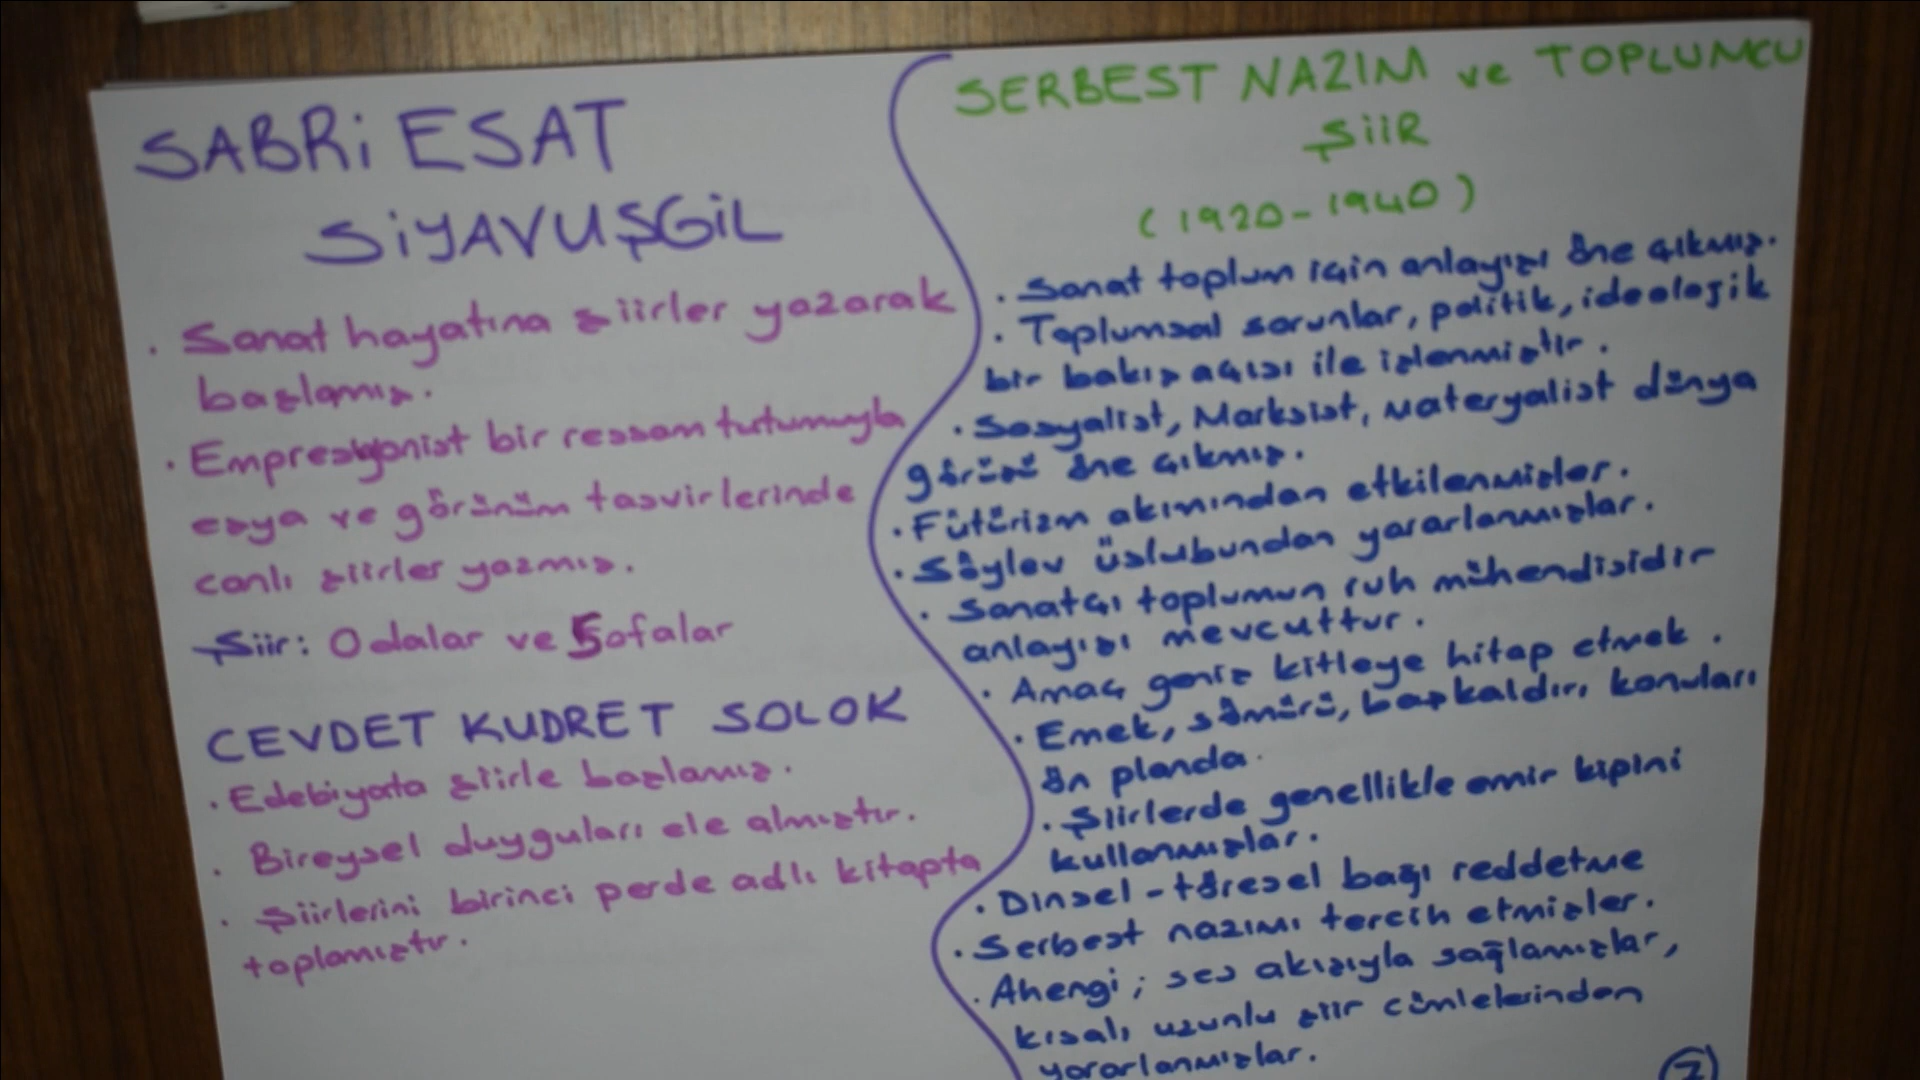 SABRİ ESAT
SİYAVUŞGİL
. Sanat hayatına şiirler yazarak
başlamış.
. Empresyonist bir ressam tutumuyla
eşya ve görünüm tasvirlerinde
canlı şiirler yazmış.
Şiir: Odalar ve Sofalar
CEVDET KUDRET SOLOK
. Edebiyata şiirle başlamış.
. Bireysel duyguları ele almıştır.
. Şiirlerini birinci perde adlı kitapta
toplamıştır.
SERBEST NAZIM ve TOPLUMCU
ŞİİR
(1920-1940)
. Sanat toplum için anlayışı öne çıkmış.
. Toplumsal sorunlar, politik, ideolojik
bir bakış açısı ile işlenmiştir.
. Sosyalist, Marksist, Materyalist dünya
görüşü öne çıkmış.
. Fütürizm akımından etkilenmişler.
. Söylev üslubundan yararlanmışlar.
. Sanatçı toplumun ruh mühendisidir
anlayışı mevcuttur.
. Amaç geniş kitleye hitap etmek.
. Emek, sömürü, başkaldırı konuları
ön planda.
. Şiirlerde genellikle emir kipini
kullanmışlar.
. Dinsel-töresel bağı reddetme
. Serbest nazımı tercih etmişler.
. Ahengi; ses akışıyla sağlamışlar,
kısalı uzunlu şiir cümlelerinden
yararlanmışlar.